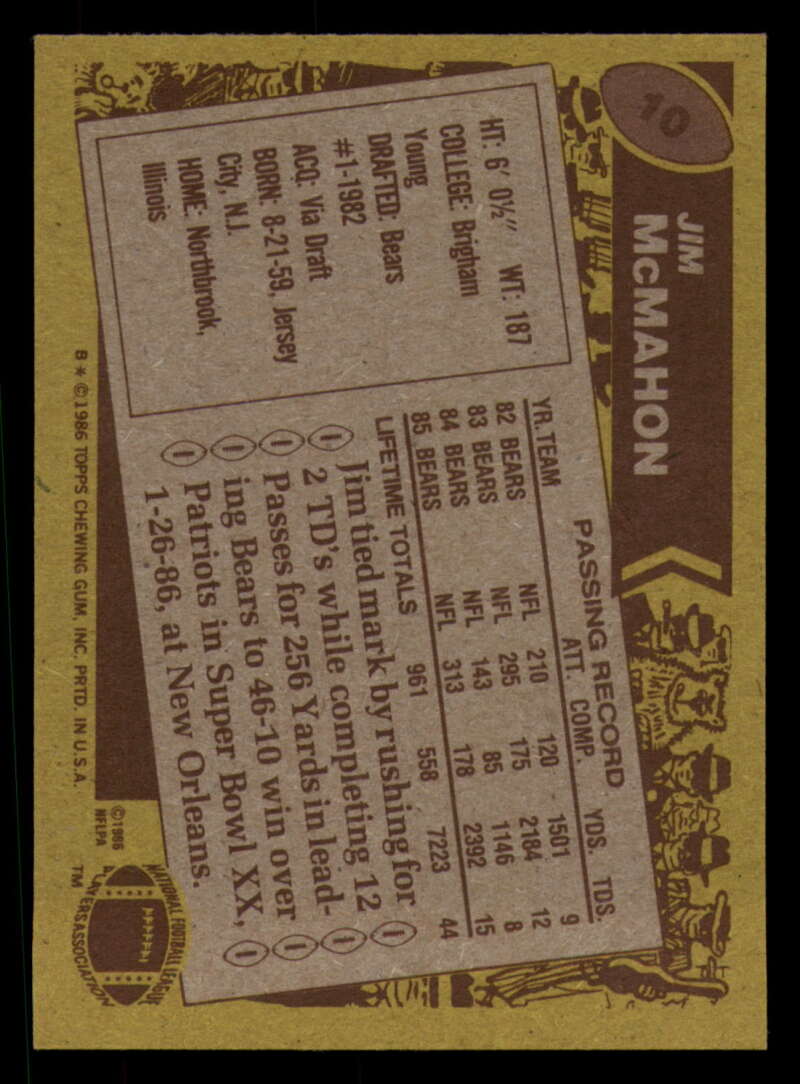 10
JIM
McMAHON
HT: 6′ 0½″ WT: 187
COLLEGE: Brigham
Young
DRAFTED: Bears
#1-1982
ACQ: Via Draft
BORN: 8-21-59, Jersey
City, N.J.
HOME: Northbrook,
Illinois
PASSING RECORD
YR. TEAM ATT. COMP. YDS. TDS.
82 BEARS NFL 210 120 1501 9
83 BEARS NFL 295 175 2184 12
84 BEARS NFL 143 85 1146 8
85 BEARS NFL 313 178 2392 15
LIFETIME TOTALS 961 558 7223 44
Jim tied mark by rushing for
2 TD's while completing 12
Passes for 256 Yards in lead-
ing Bears to 46-10 win over
Patriots in Super Bowl XX,
1-26-86, at New Orleans.
B * ©1986 TOPPS CHEWING GUM, INC. PRTD. IN U.S.A.
©1986
NFLPA
NATIONAL FOOTBALL LEAGUE
PLAYERS ASSOCIATION
TM